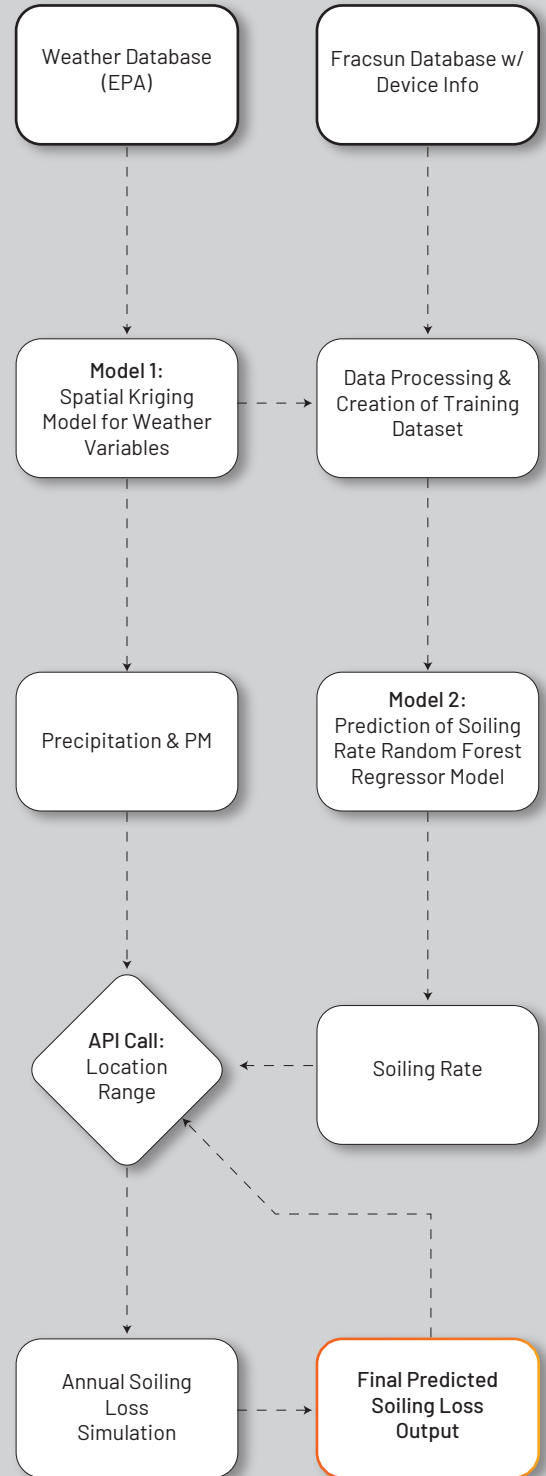 Weather Database
(EPA)
Fracsun Database w/
Device Info
Model 1:
Spatial Kriging
Model for Weather
Variables
Data Processing &
Creation of Training
Dataset
Precipitation & PM
Model 2:
Prediction of Soiling
Rate Random Forest
Regressor Model
API Call:
Location
Range
Soiling Rate
Annual Soiling
Loss
Simulation
Final Predicted
Soiling Loss
Output